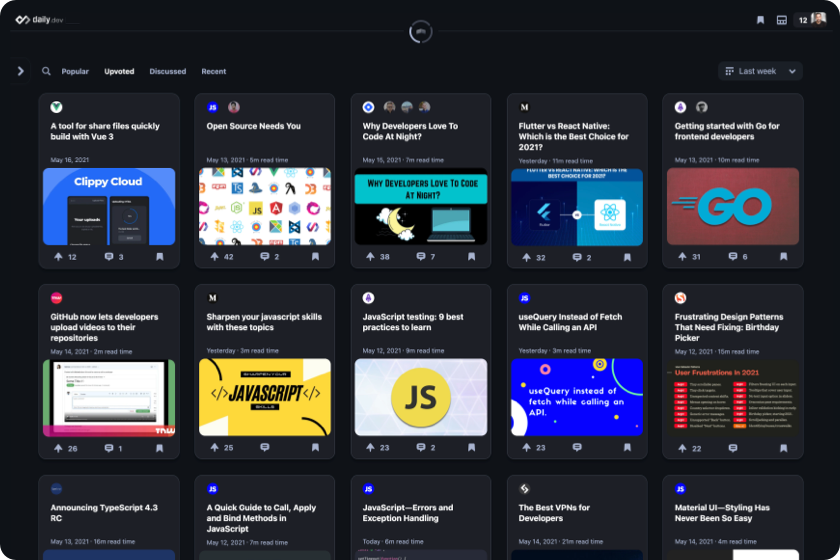 daily.dev
12
Popular
Upvoted
Discussed
Recent
Last week
A tool for share files quickly
build with Vue 3
May 16, 2021
Clippy Cloud
Your uploads
12
3
JS
Open Source Needs You
May 13, 2021 · 5m read time
JS
42
2
Why Developers Love To
Code At Night?
May 15, 2021 · 7m read time
WHY DEVELOPERS LOVE TO CODE
AT NIGHT?
38
7
M
Flutter vs React Native:
Which is the Best Choice for
2021?
Yesterday · 11m read time
FLUTTER VS REACT NATIVE: WHICH IS THE
BEST CHOICE FOR 2021?
Flutter
32
2
Getting started with Go for
frontend developers
May 13, 2021 · 10m read time
GO
31
6
GitHub now lets developers
upload videos to their
repositories
May 14, 2021 · 2m read time
TNW
26
1
M
Sharpen your javascript skills
with these topics
Yesterday · 3m read time
SHARPEN YOUR
</>JAVASCRIPT</>
SKILLS
25
JavaScript testing: 9 best
practices to learn
May 12, 2021 · 9m read time
JS
23
2
JS
useQuery Instead of Fetch
While Calling an API
Yesterday · 3m read time
useQuery instead of
fetch while calling an
API.
23
Frustrating Design Patterns
That Need Fixing: Birthday
Picker
May 12, 2021 · 15m read time
User Frustrations In 2021
22
Announcing TypeScript 4.3
RC
May 13, 2021 · 16m read time
JS
A Quick Guide to Call, Apply
and Bind Methods in
JavaScript
May 12, 2021 · 7m read time
JS
JavaScript—Errors and
Exception Handling
Today · 6m read time
The Best VPNs for
Developers
May 14, 2021 · 21m read time
JS
Material UI—Styling Has
Never Been So Easy
May 14, 2021 · 4m read time